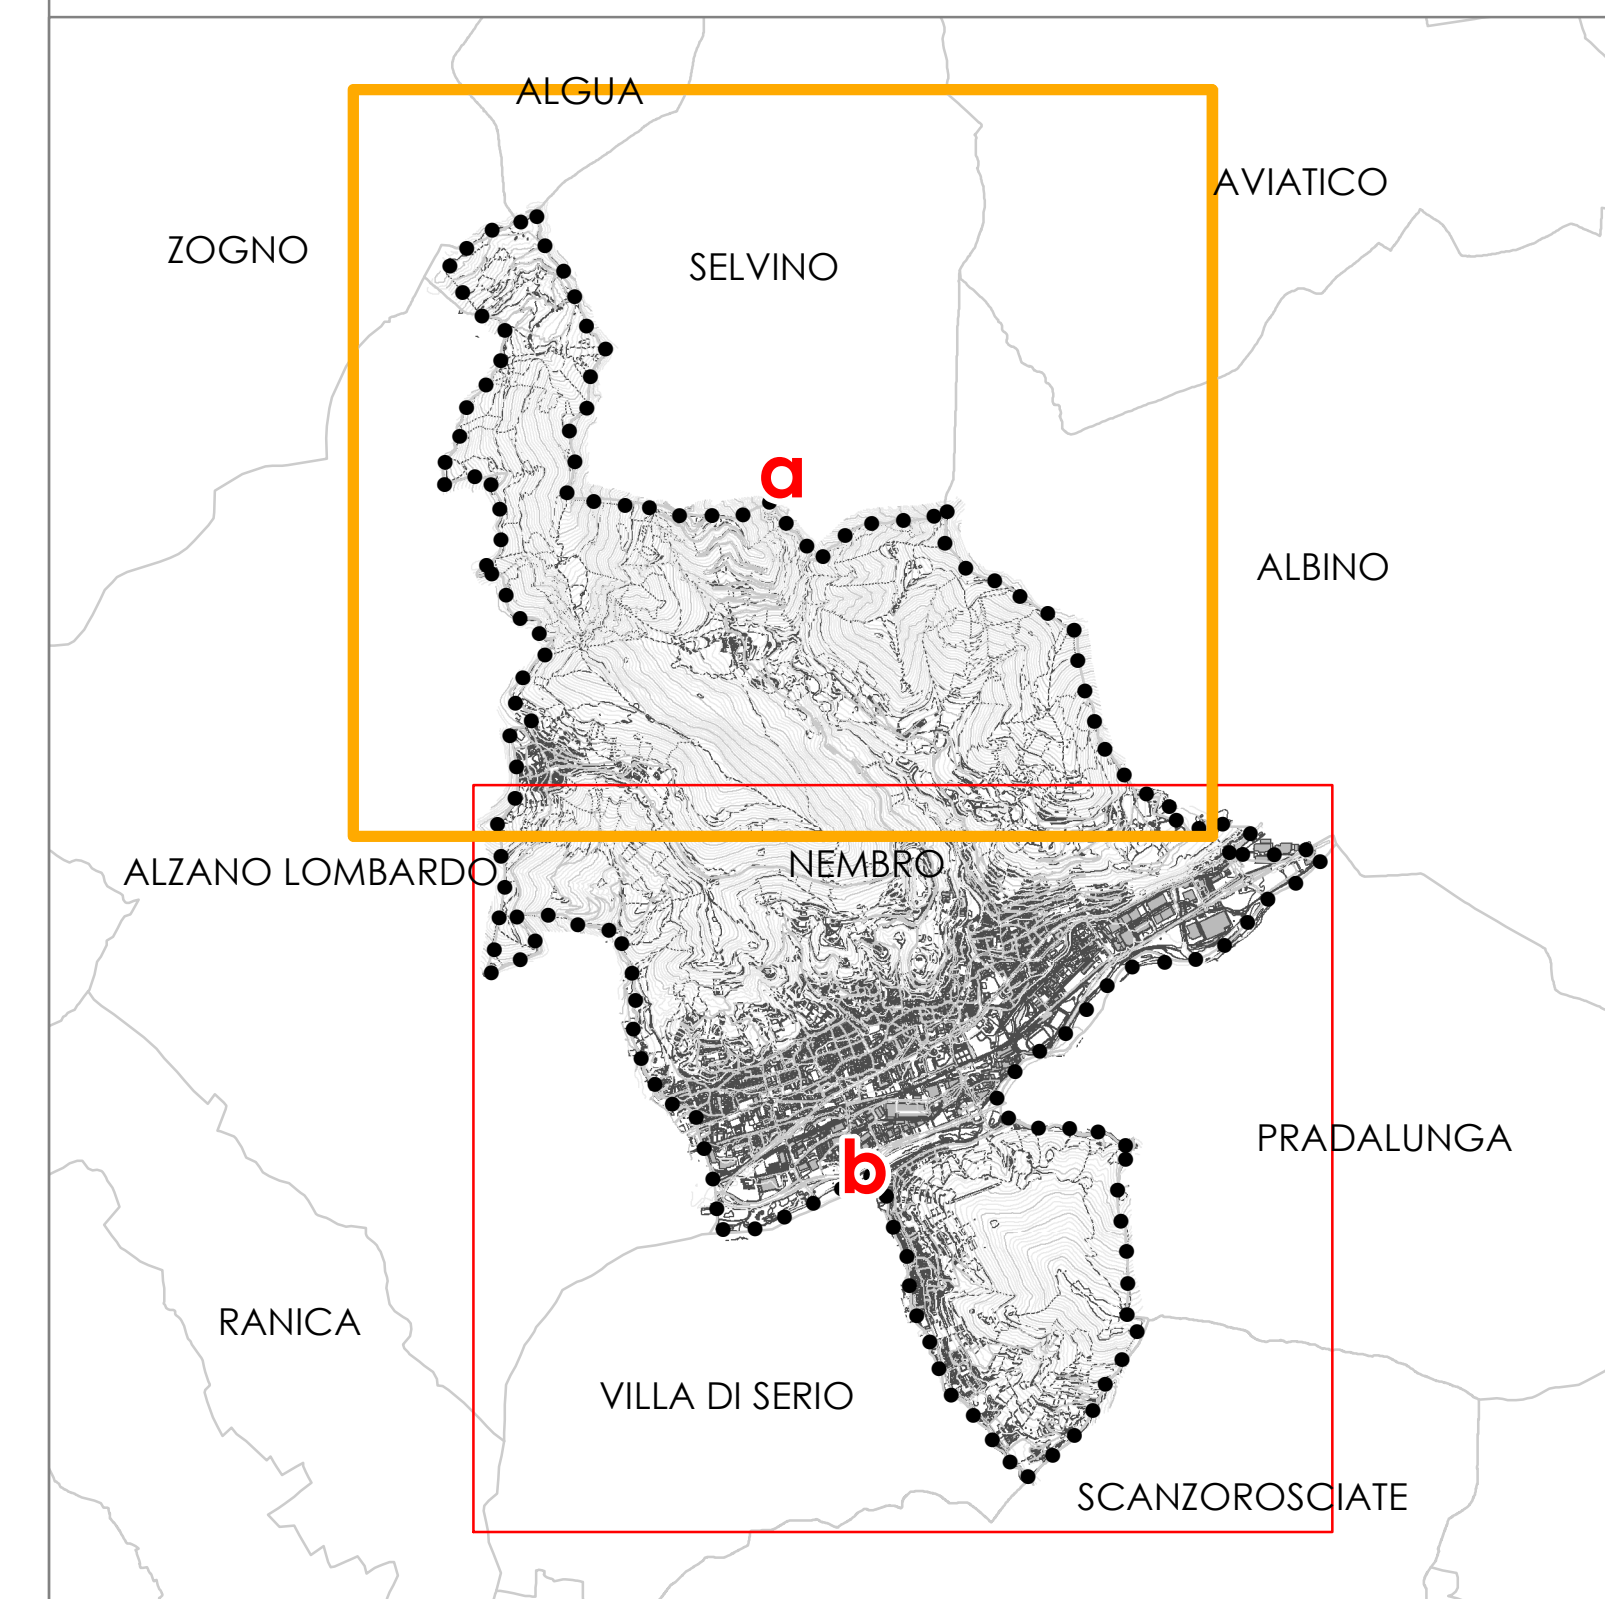 ALGUA
AVIATICO
ZOGNO
SELVINO
a
ALBINO
NEMBRO
ALZANO LOMBARDO
PRADALUNGA
b
RANICA
VILLA DI SERIO
SCANZOROSCIATE